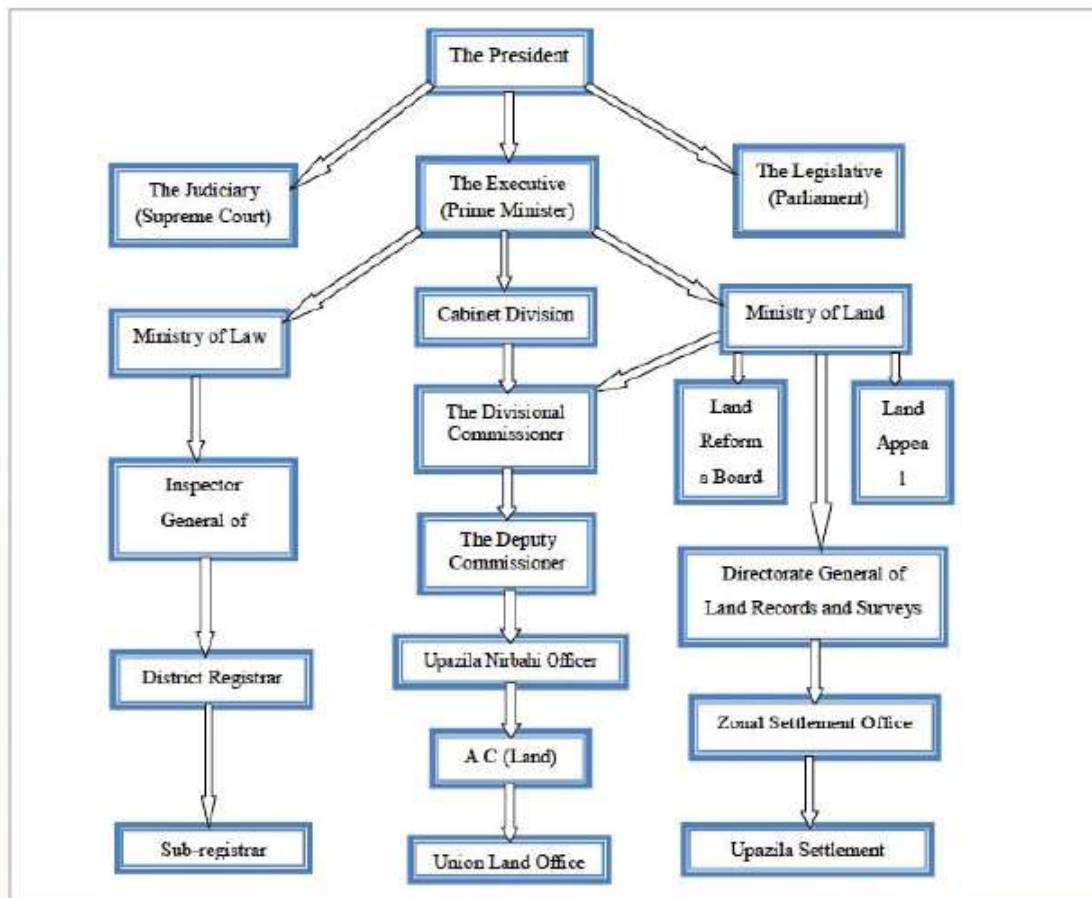 The President
The Judiciary
(Supreme Court)
The Executive
(Prime Minister)
The Legislative
(Parliament)
Ministry of Law
Cabinet Division
Ministry of Land
The Divisional
Commissioner
Land
Reform
s Board
Land
Appea
l
Inspector
General of
The Deputy
Commissioner
Directorate General of
Land Records and Surveys
Upazila Nirbahi Officer
District Registrar
Zonal Settlement Office
A C (Land)
Sub-registrar
Union Land Office
Upazila Settlement